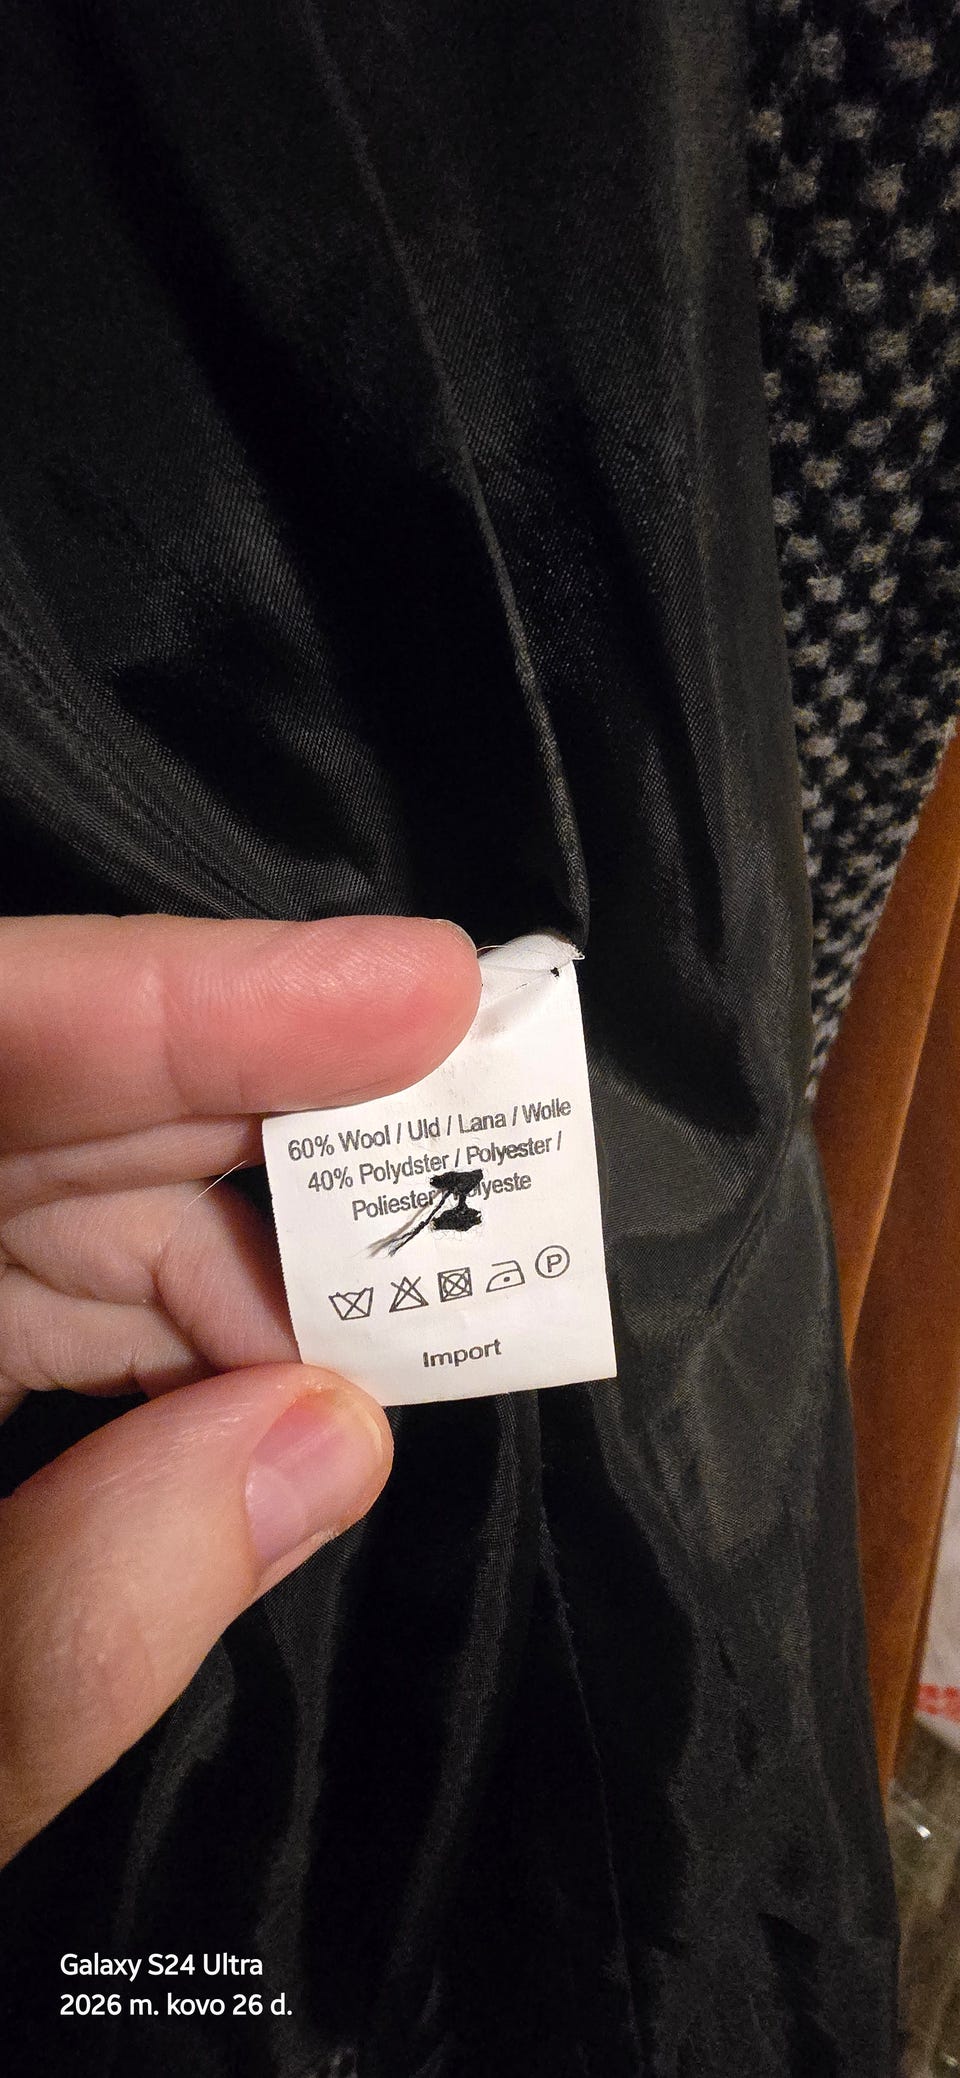 60% Wool / Uld / Lana / Wolle
40% Polydster / Polyester /
Poliester
P
Import
Galaxy S24 Ultra
2026 m. kovo 26 d.